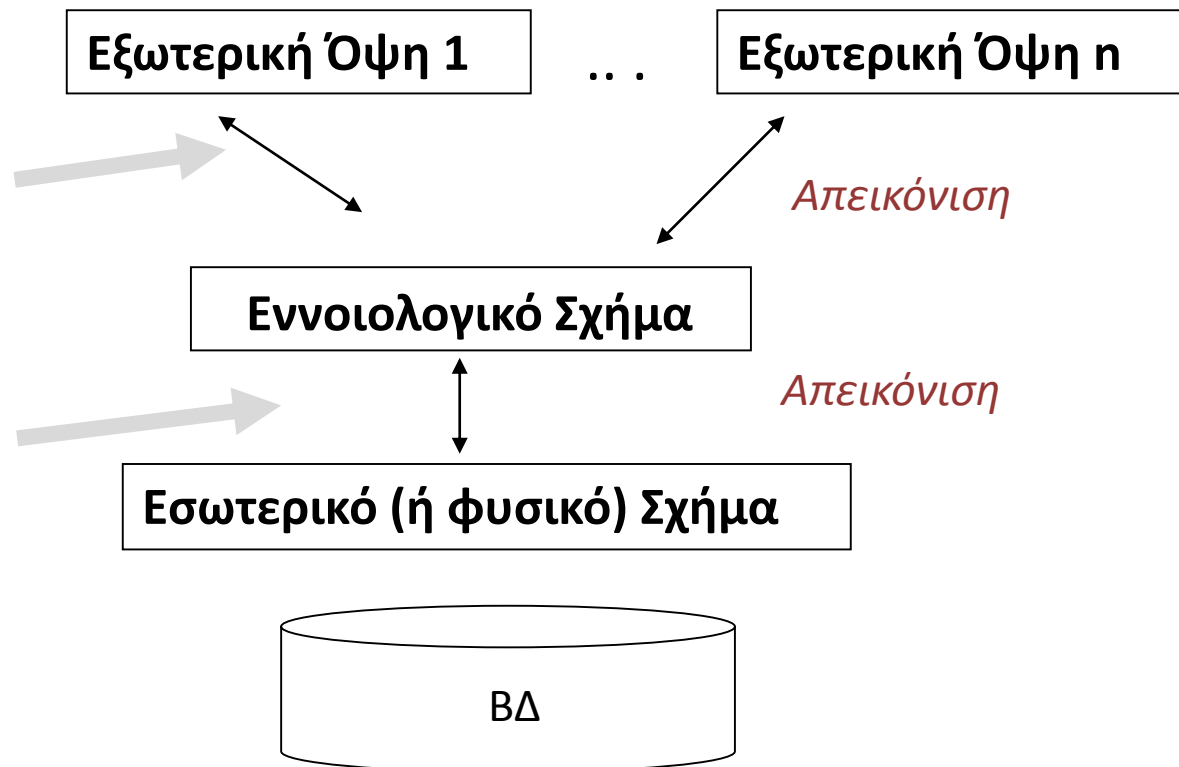 Εξωτερική Όψη 1 .. . Εξωτερική Όψη n
Απεικόνιση
Εννοιολογικό Σχήμα
Απεικόνιση
Εσωτερικό (ή φυσικό) Σχήμα
ΒΔ